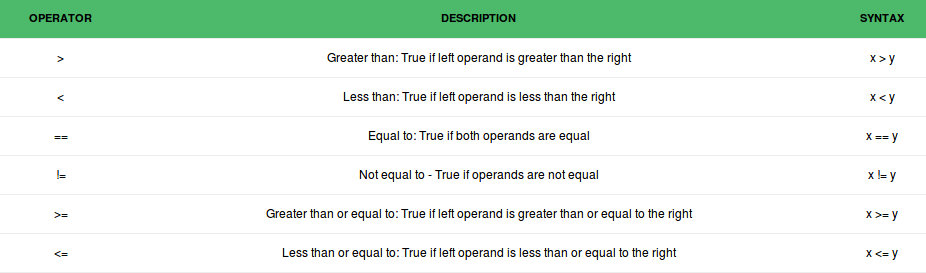 OPERATOR DESCRIPTION SYNTAX
> Greater than: True if left operand is greater than the right x > y
< Less than: True if left operand is less than the right x < y
== Equal to: True if both operands are equal x == y
!= Not equal to - True if operands are not equal x != y
>= Greater than or equal to: True if left operand is greater than or equal to the right x >= y
<= Less than or equal to: True if left operand is less than or equal to the right x <= y